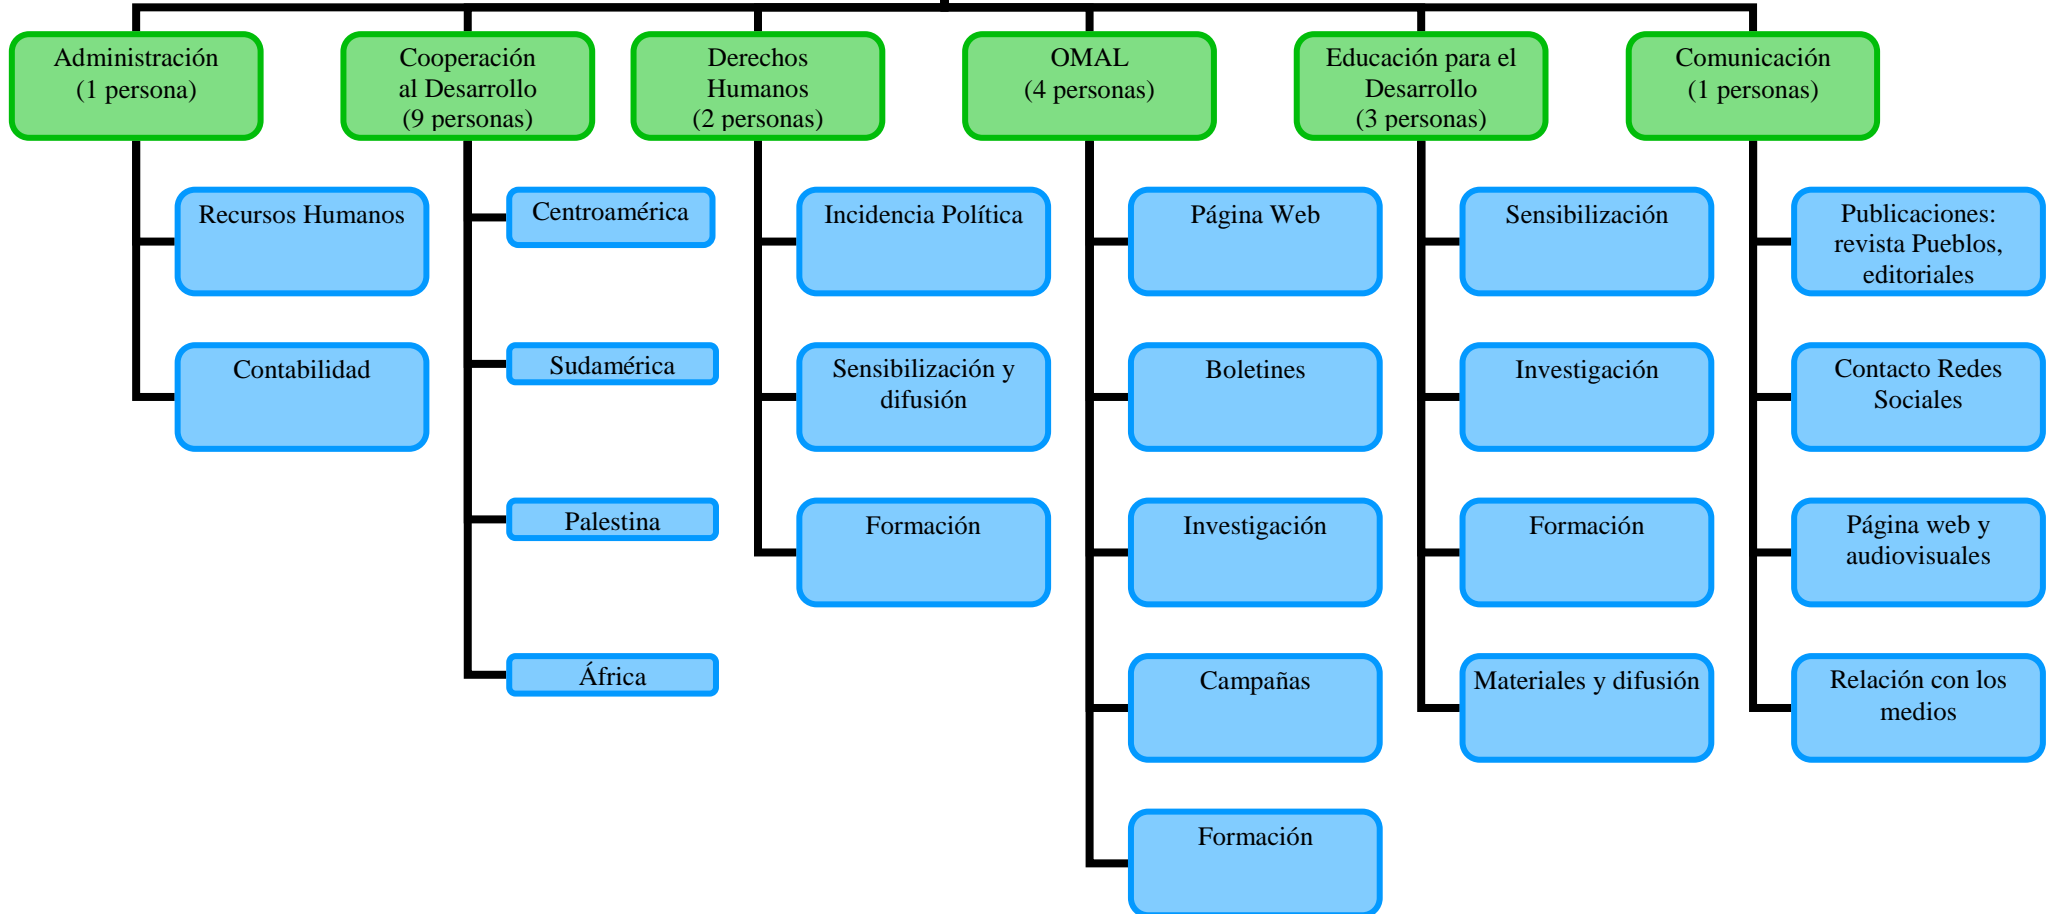 Administración
(1 persona)
Cooperación
al Desarrollo
(9 personas)
Derechos
Humanos
(2 personas)
OMAL
(4 personas)
Educación para el
Desarrollo
(3 personas)
Comunicación
(1 personas)
Recursos Humanos
Contabilidad
Centroamérica
Sudamérica
Palestina
África
Incidencia Política
Sensibilización y
difusión
Formación
Página Web
Boletines
Investigación
Campañas
Formación
Sensibilización
Investigación
Formación
Materiales y difusión
Publicaciones:
revista Pueblos,
editoriales
Contacto Redes
Sociales
Página web y
audiovisuales
Relación con los
medios